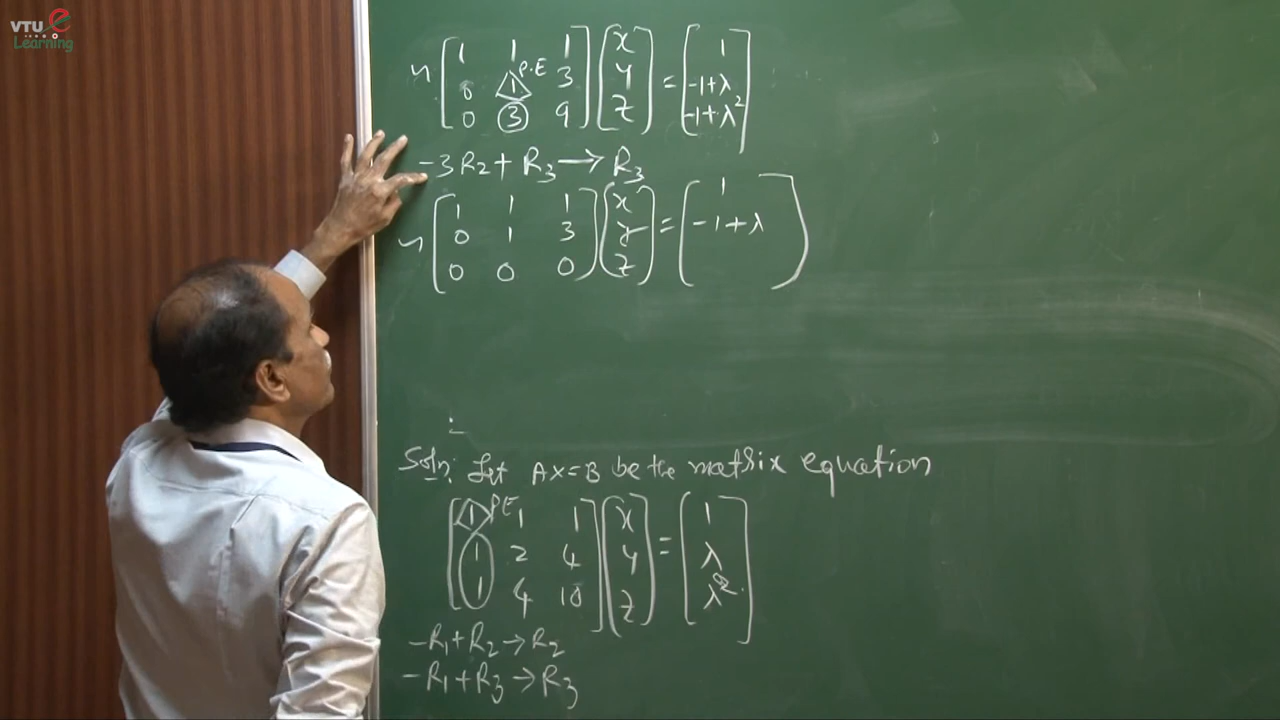 VTU e
Learning
~ [1 1 1] [x] = [1]
[0 1 P.E 3] [y] [-1+λ]
[0 3 9] [z] [-1+λ²]
-3R₂ + R₃ → R₃
~ [1 1 1] [x] = [1]
[0 1 3] [y] [-1+λ]
[0 0 0] [z]
Soln: Let AX=B be the matrix equation
[1 P.E 1 1] [x] = [1]
[1 2 4] [y] [λ]
[1 4 10] [z] [λ²]
-R₁+R₂→R₂
-R₁+R₃→R₃